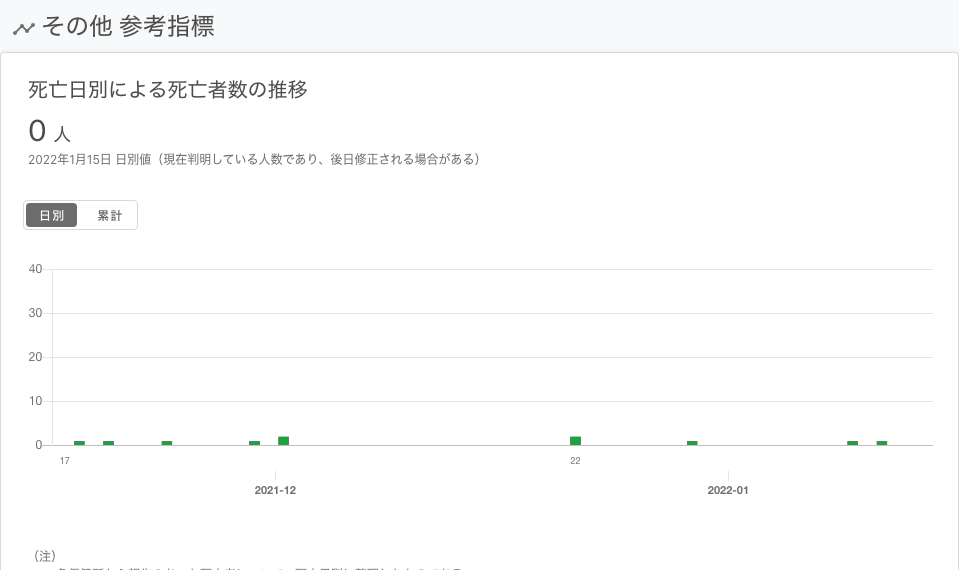 その他 参考指標
死亡日別による死亡者数の推移
0 人
2022年1月15日 日別値（現在判明している人数であり、後日修正される場合がある）
日別 累計
40
30
20
10
0
17 22
2021-12 2022-01
（注）